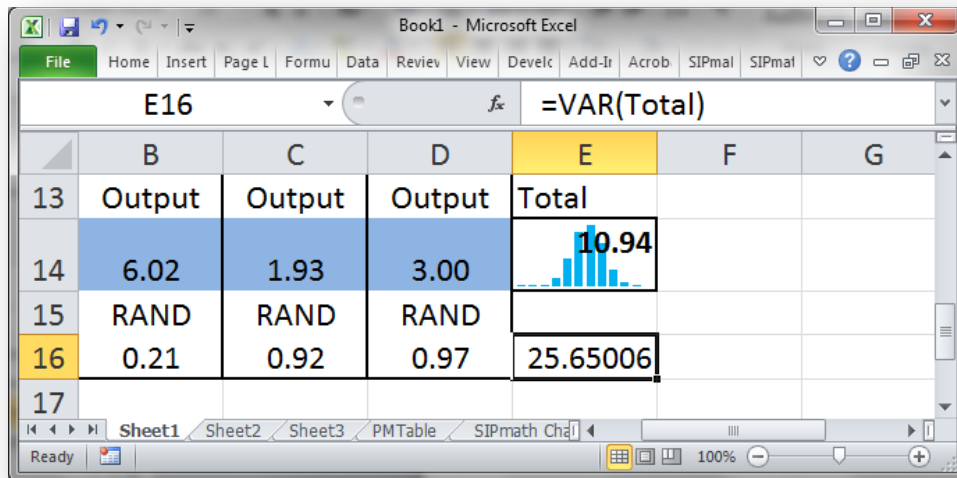 Book1 - Microsoft Excel
File Home Insert Page L Formu Data Reviev View Develc Add-Ir Acrob SIPmal SIPmat
E16 fx =VAR(Total)
B C D E F G
13 Output Output Output Total
14 6.02 1.93 3.00 10.94
15 RAND RAND RAND
16 0.21 0.92 0.97 25.65006
17
Sheet1 Sheet2 Sheet3 PMTable SIPmath Cha
Ready 100%